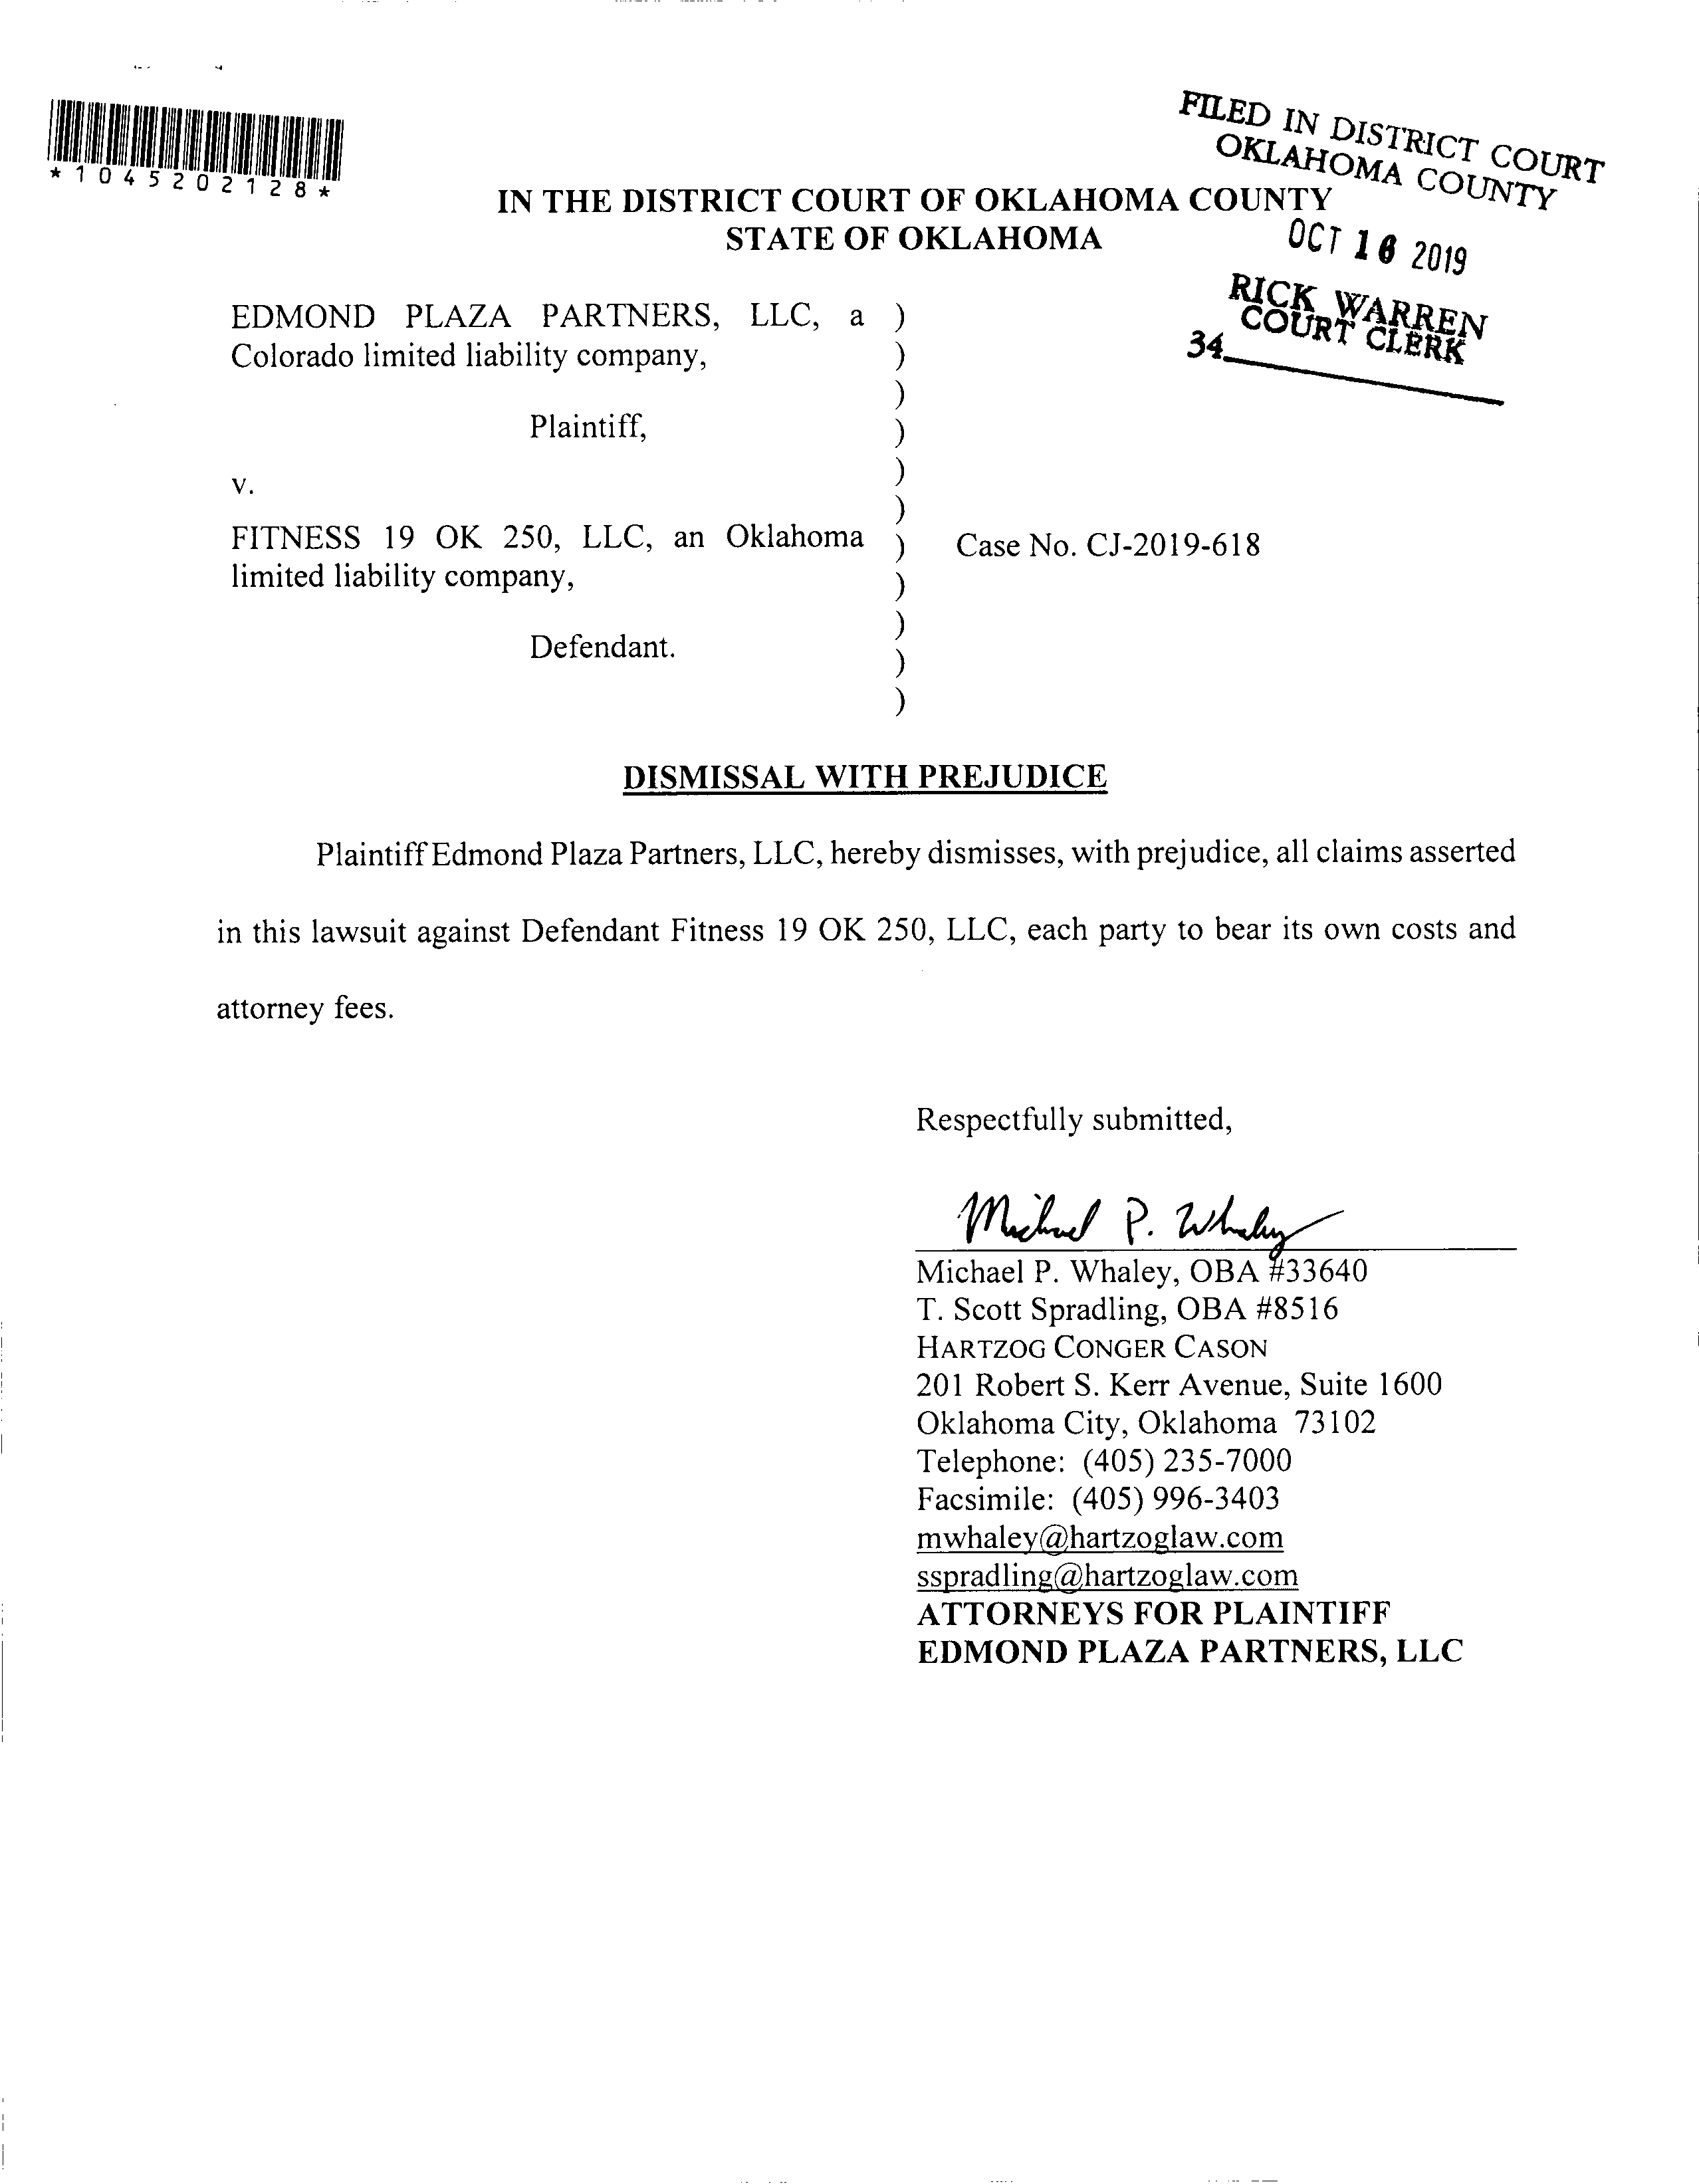 *1045202128*
FILED IN DISTRICT COURT
OKLAHOMA COUNTY
OCT 16 2019
RICK WARREN
COURT CLERK
34
IN THE DISTRICT COURT OF OKLAHOMA COUNTY
STATE OF OKLAHOMA
EDMOND PLAZA PARTNERS, LLC, a )
Colorado limited liability company, )
)
Plaintiff, )
)
v.
)
FITNESS 19 OK 250, LLC, an Oklahoma ) Case No. CJ-2019-618
limited liability company, )
)
Defendant.
)
)
DISMISSAL WITH PREJUDICE
Plaintiff Edmond Plaza Partners, LLC, hereby dismisses, with prejudice, all claims asserted
in this lawsuit against Defendant Fitness 19 OK 250, LLC, each party to bear its own costs and
attorney fees.
Respectfully submitted,
Michael P. Whaley
Michael P. Whaley, OBA #33640
T. Scott Spradling, OBA #8516
HARTZOG CONGER CASON
201 Robert S. Kerr Avenue, Suite 1600
Oklahoma City, Oklahoma 73102
Telephone: (405) 235-7000
Facsimile: (405) 996-3403
mwhaley@hartzoglaw.com
sspradling@hartzoglaw.com
ATTORNEYS FOR PLAINTIFF
EDMOND PLAZA PARTNERS, LLC